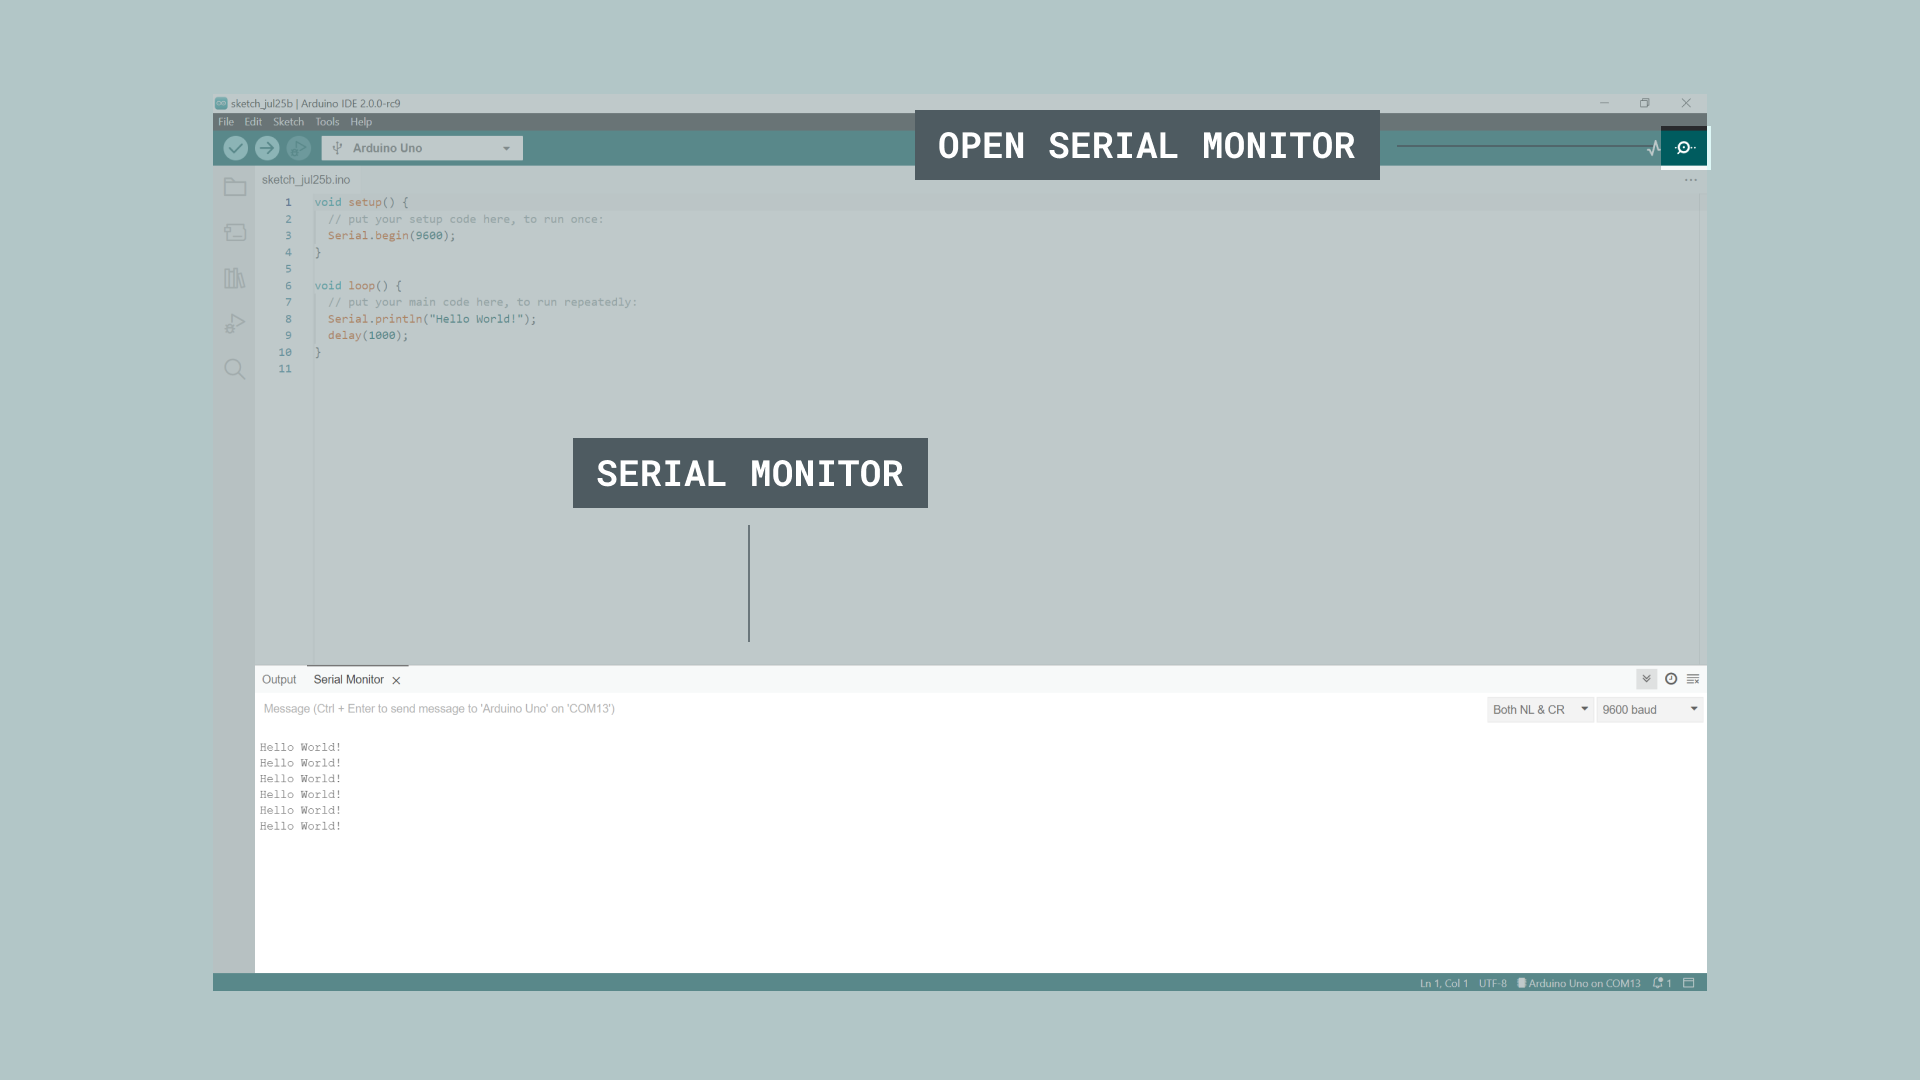 sketch_jul25b | Arduino IDE 2.0.0-rc9
File Edit Sketch Tools Help
Arduino Uno
OPEN SERIAL MONITOR
sketch_jul25b.ino
1 void setup() {
2 // put your setup code here, to run once:
3 Serial.begin(9600);
4 }
5
6 void loop() {
7 // put your main code here, to run repeatedly:
8 Serial.println("Hello World!");
9 delay(1000);
10 }
11
SERIAL MONITOR
Output Serial Monitor
Message (Ctrl + Enter to send message to 'Arduino Uno' on 'COM13')
Both NL & CR 9600 baud
Hello World!
Hello World!
Hello World!
Hello World!
Hello World!
Hello World!
Ln 1, Col 1 UTF-8 Arduino Uno on COM13 1